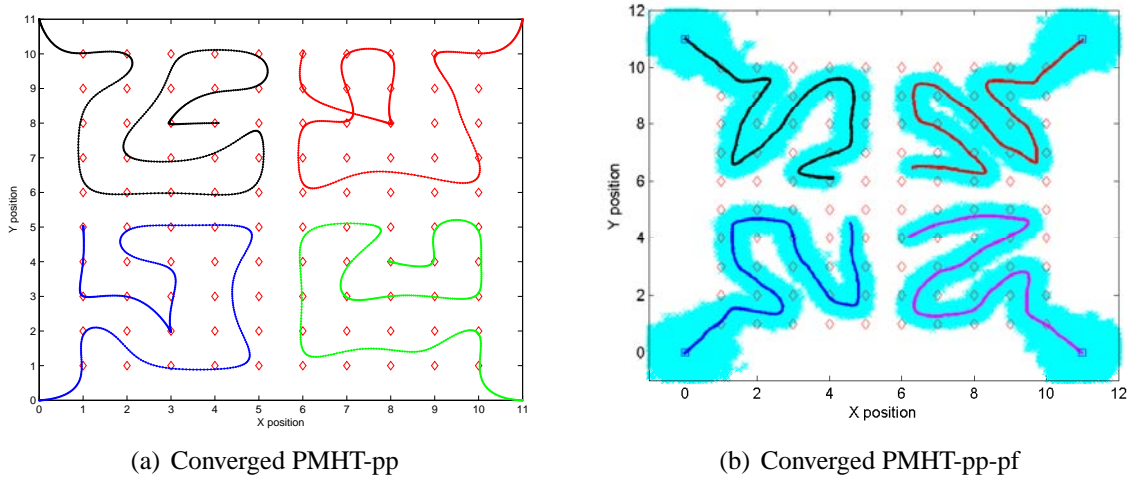 11
10
9
8
7
6
5
4
3
2
1
0
Y position
0 1 2 3 4 5 6 7 8 9 10 11
X position
(a) Converged PMHT-pp
12
10
8
6
4
2
0
Y position
0 2 4 6 8 10 12
X position
(b) Converged PMHT-pp-pf